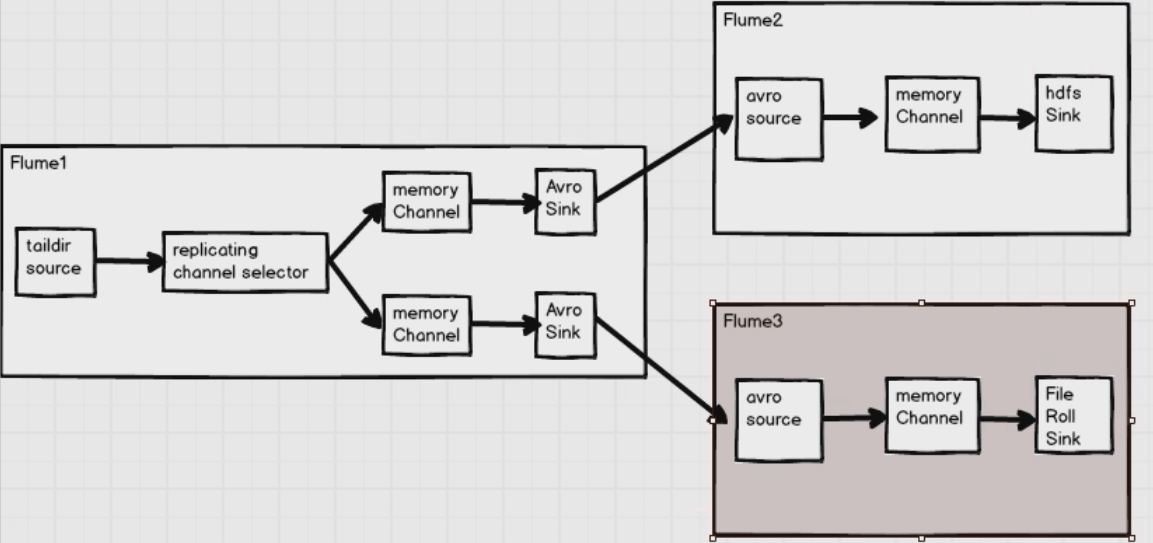 Flume1
taildir
source
replicating
channel selector
memory
Channel
Avro
Sink
memory
Channel
Avro
Sink
Flume2
avro
source
memory
Channel
hdfs
Sink
Flume3
avro
source
memory
Channel
File
Roll
Sink